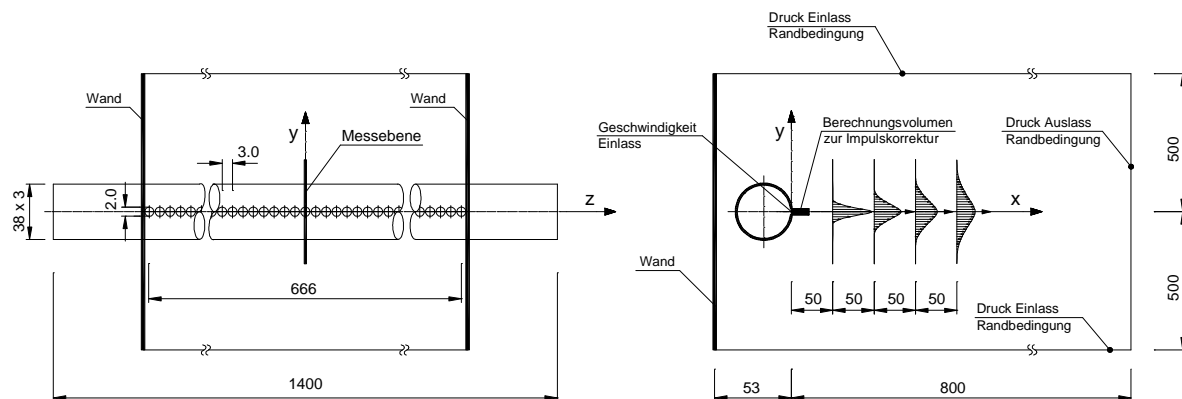 Wand
Wand
y
Messebene
3.0
2.0
38 x 3
z
666
1400
Druck Einlass
Randbedingung
Geschwindigkeit
Einlass
y
Berechnungsvolumen
zur Impulskorrektur
Druck Auslass
Randbedingung
500
x
Wand
50
50
50
50
500
Druck Einlass
Randbedingung
53
800